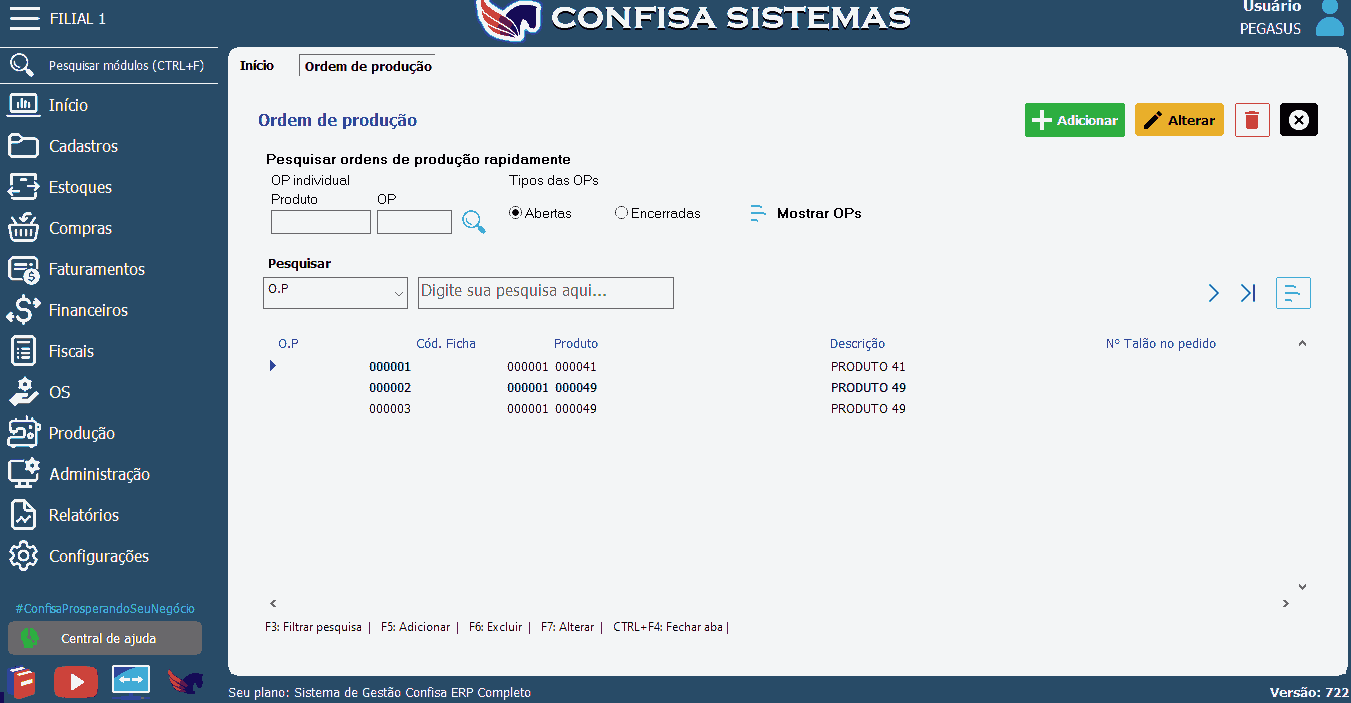 FILIAL 1
CONFISA SISTEMAS
Usuário
PEGASUS
Pesquisar módulos (CTRL+F)
Início
Cadastros
Estoques
Compras
Faturamentos
Financeiros
Fiscais
OS
Produção
Administração
Relatórios
Configurações
#ConfisaProsperandoSeuNegócio
Central de ajuda
Início Ordem de produção
Ordem de produção
Adicionar Alterar
Pesquisar ordens de produção rapidamente
OP individual Tipos das OPs
Produto OP
Abertas Encerradas Mostrar OPs
Pesquisar
O.P Digite sua pesquisa aqui...
O.P Cód. Ficha Produto Descrição Nº Talão no pedido
000001 000001 000041 PRODUTO 41
000002 000001 000049 PRODUTO 49
000003 000001 000049 PRODUTO 49
F3: Filtrar pesquisa | F5: Adicionar | F6: Excluir | F7: Alterar | CTRL+F4: Fechar aba |
Seu plano: Sistema de Gestão Confisa ERP Completo
Versão: 722